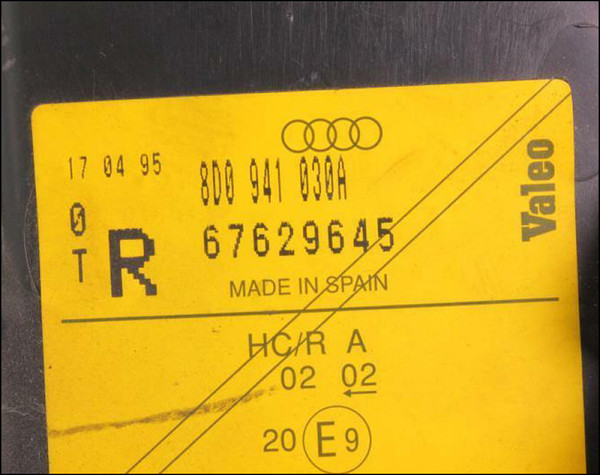 17 04 95
8D0 941 030A
Valeo
0
T
R
67629645
MADE IN SPAIN
HC/R A
02 02
20 E 9